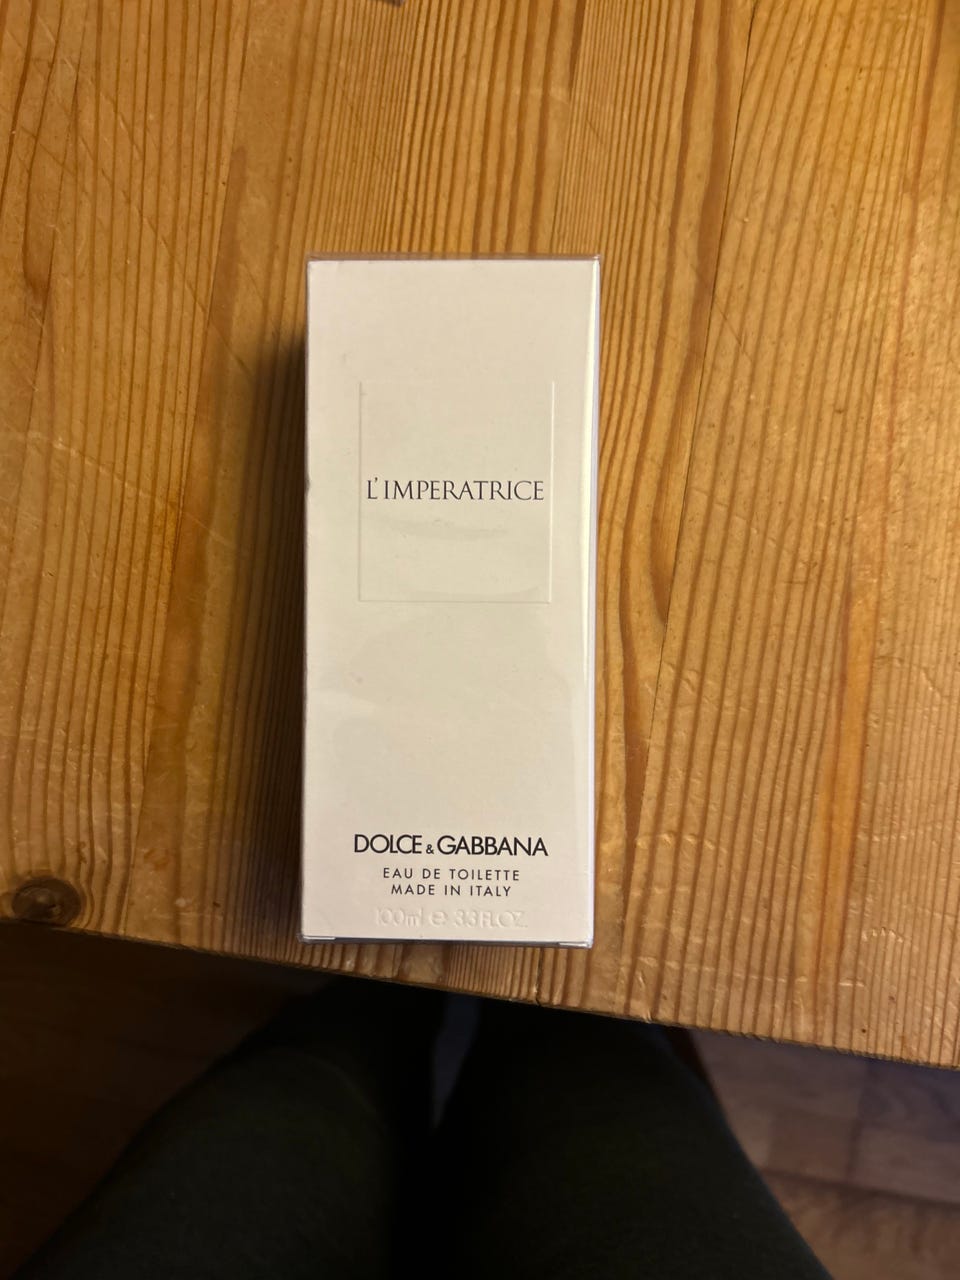 L'IMPERATRICE
DOLCE & GABBANA
EAU DE TOILETTE
MADE IN ITALY
100ml ℮ 3.3 FL.OZ.